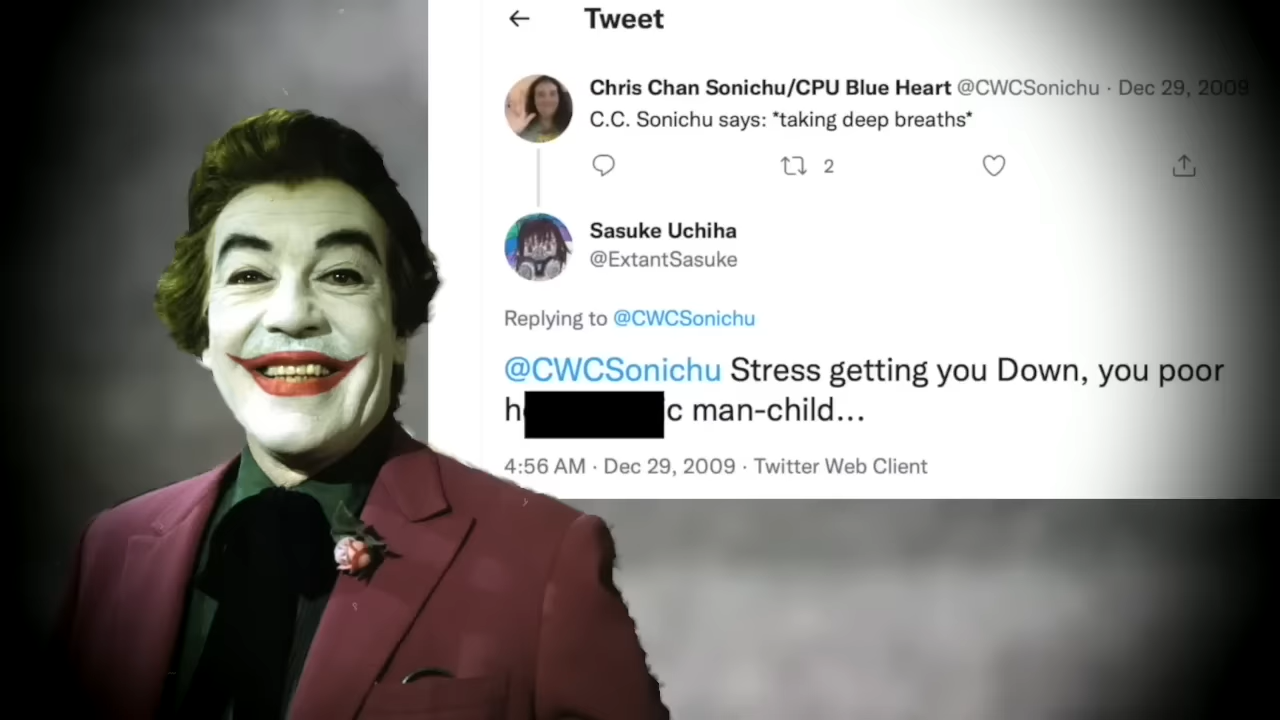 Tweet
Chris Chan Sonichu/CPU Blue Heart @CWCSonichu · Dec 29, 2009
C.C. Sonichu says: *taking deep breaths*
2
Sasuke Uchiha
@ExtantSasuke
Replying to @CWCSonichu
@CWCSonichu Stress getting you Down, you poor
man-child...
4:56 AM · Dec 29, 2009 · Twitter Web Client